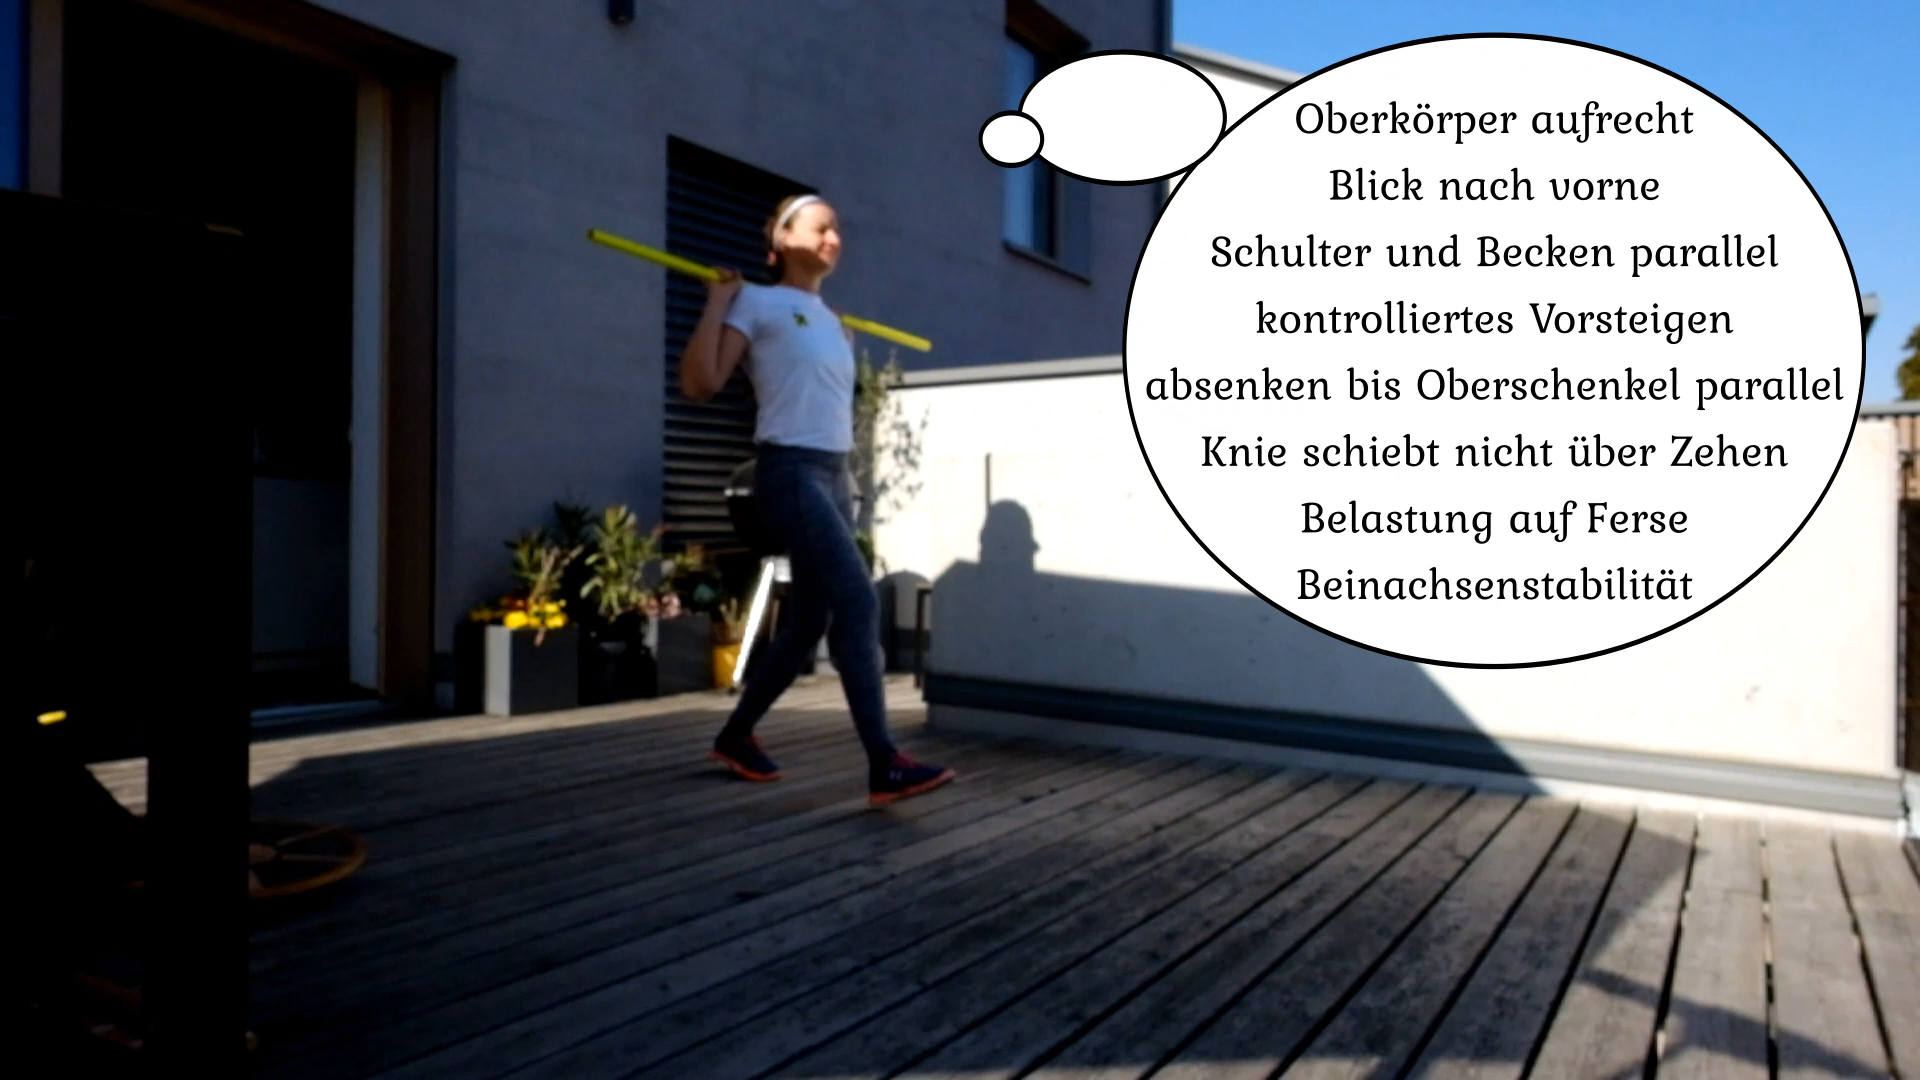 Oberkörper aufrecht
Blick nach vorne
Schulter und Becken parallel
kontrolliertes Vorsteigen
absenken bis Oberschenkel parallel
Knie schiebt nicht über Zehen
Belastung auf Ferse
Beinachsenstabilität